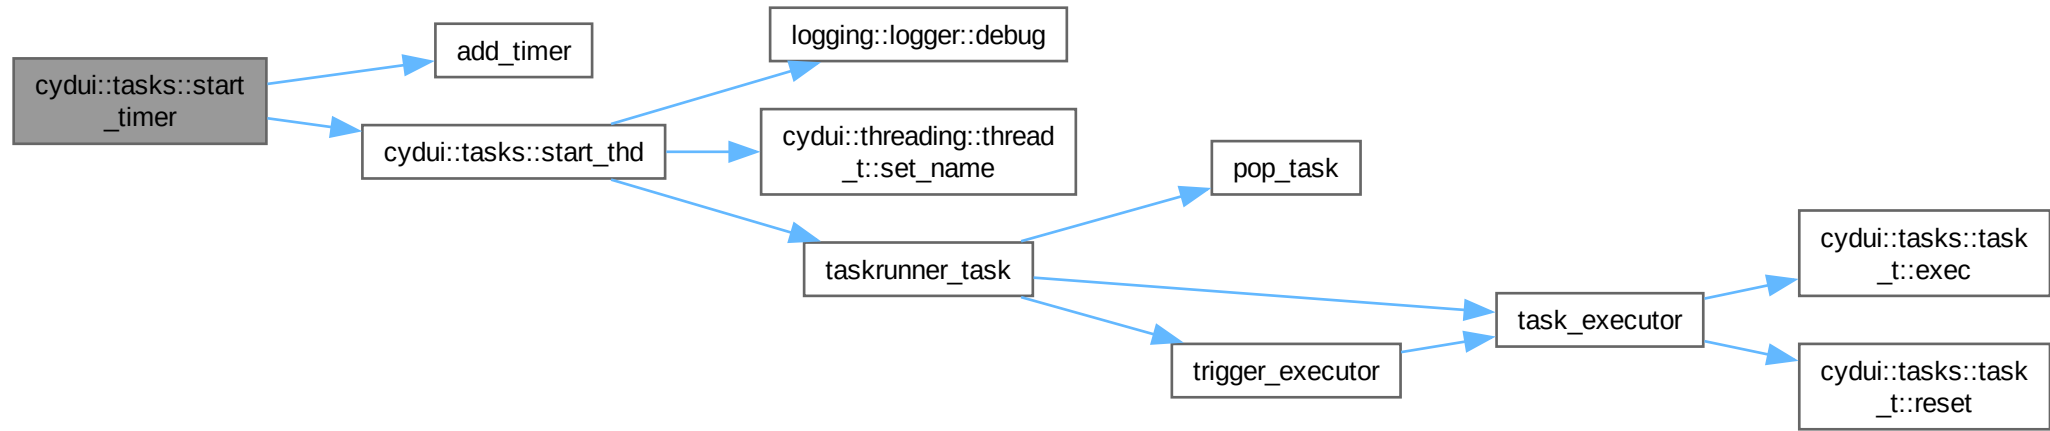 cydui::tasks::start
_timer
add_timer
cydui::tasks::start_thd
logging::logger::debug
cydui::threading::thread
_t::set_name
taskrunner_task
pop_task
trigger_executor
task_executor
cydui::tasks::task
_t::exec
cydui::tasks::task
_t::reset